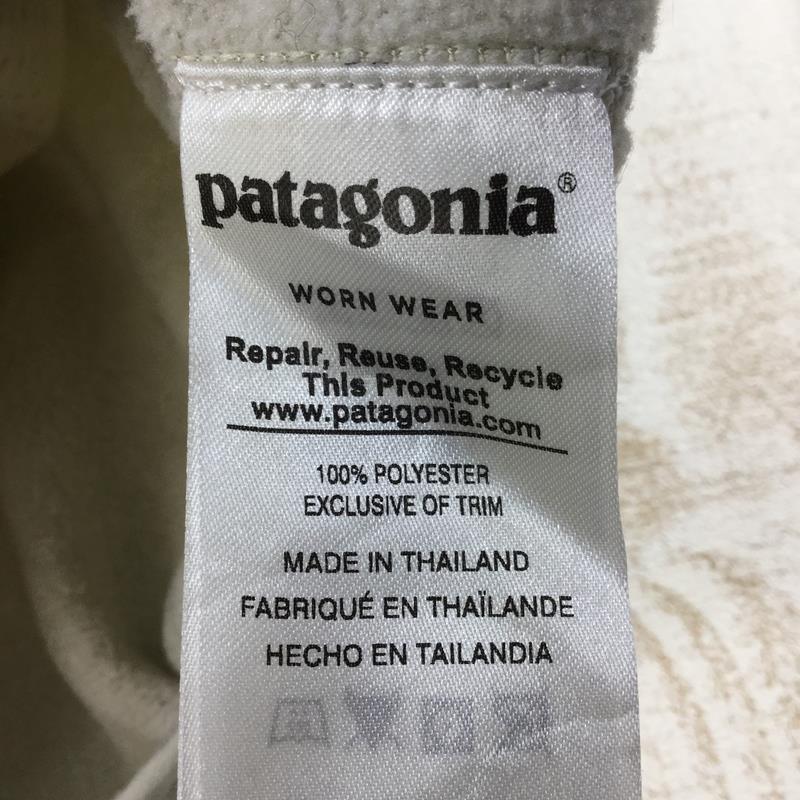 patagonia®
WORN WEAR
Repair, Reuse, Recycle
This Product
www.patagonia.com
100% POLYESTER
EXCLUSIVE OF TRIM
MADE IN THAILAND
FABRIQUÉ EN THAÏLANDE
HECHO EN TAILANDIA